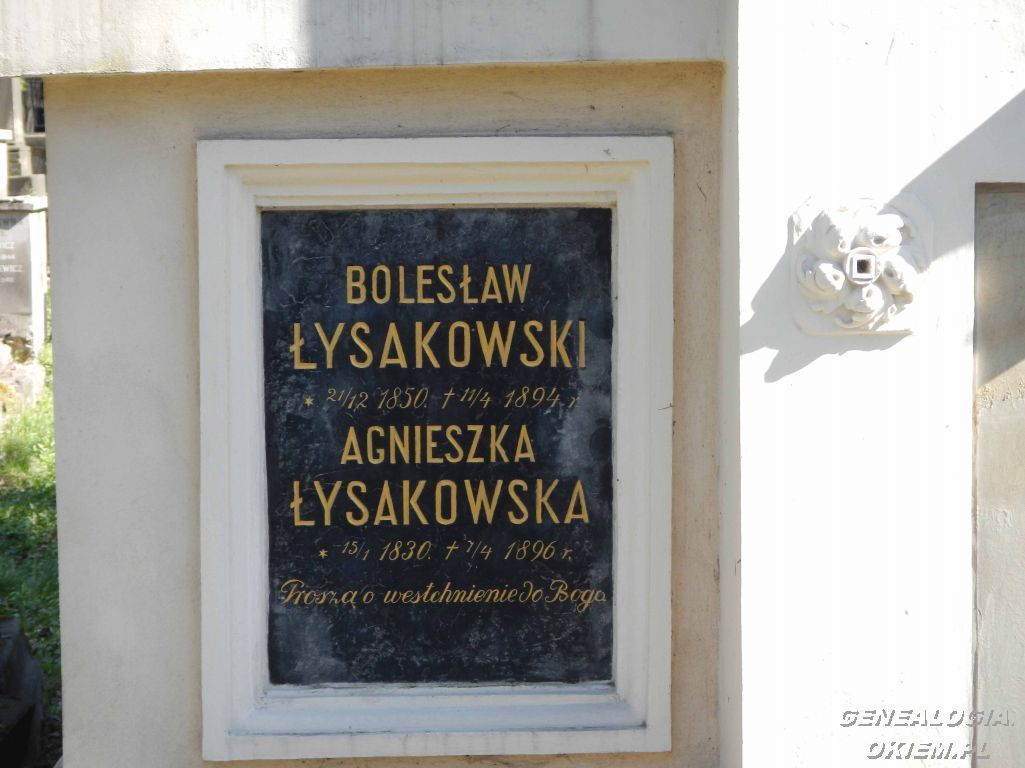 BOLESŁAW
ŁYSAKOWSKI
* 21/12 1850. † 11/4 1894 r.
AGNIESZKA
ŁYSAKOWSKA
* 15/1 1830. † 7/4 1896 r.
Proszą o westchnienie do Boga
GENEALOGIA
OKIEM.PL